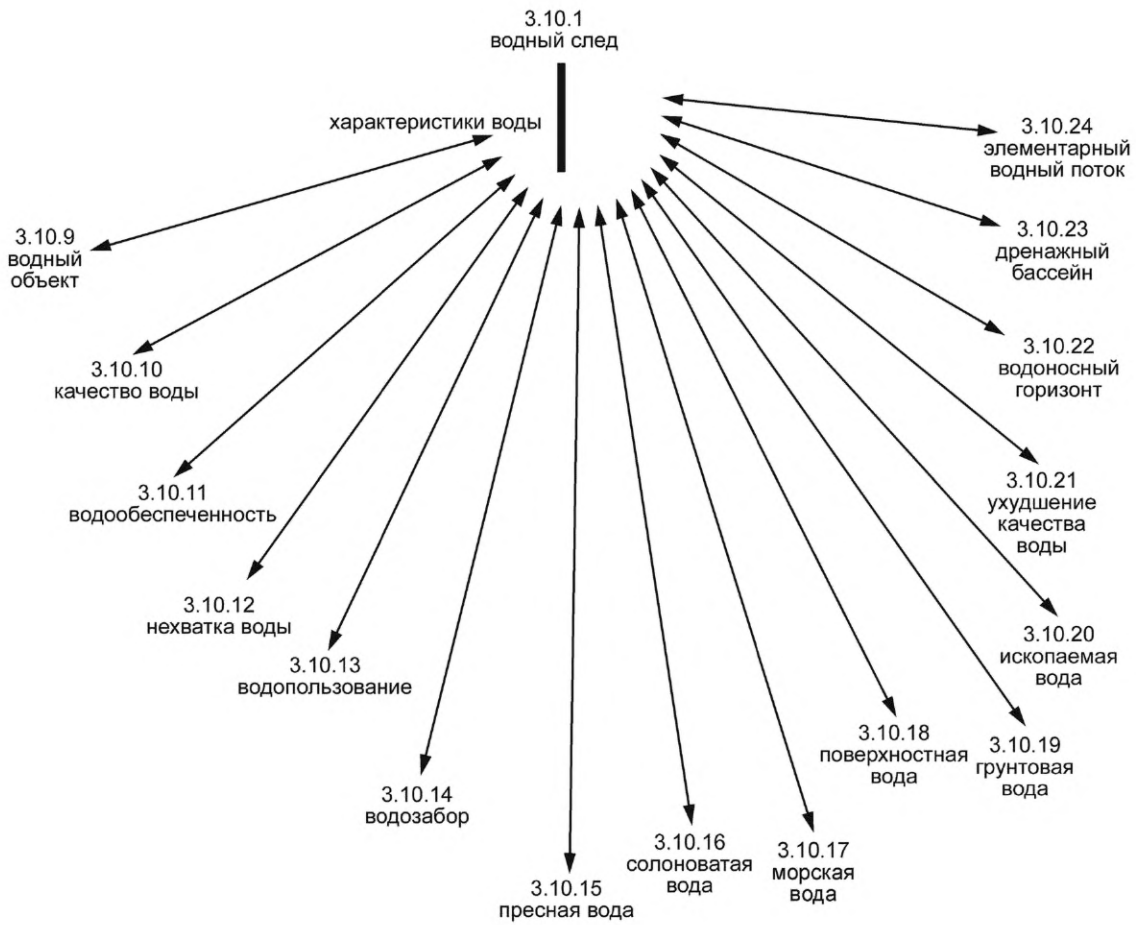 3.10.1
водный след
характеристики воды
3.10.9
водный
объект
3.10.10
качество воды
3.10.11
водообеспеченность
3.10.12
нехватка воды
3.10.13
водопользование
3.10.14
водозабор
3.10.15
пресная вода
3.10.16
солоноватая
вода
3.10.17
морская
вода
3.10.18
поверхностная
вода
3.10.19
грунтовая
вода
3.10.20
ископаемая
вода
3.10.21
ухудшение
качества
воды
3.10.22
водоносный
горизонт
3.10.23
дренажный
бассейн
3.10.24
элементарный
водный поток